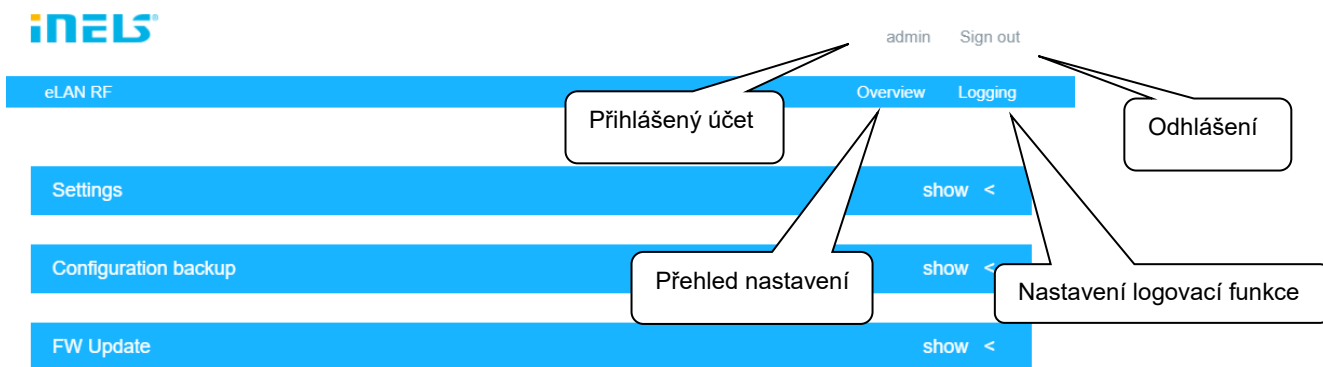 iNELS®
admin Sign out
eLAN RF Overview Logging
Přihlášený účet
Odhlášení
Settings show <
Configuration backup show <
Přehled nastavení
Nastavení logovací funkce
FW Update show <